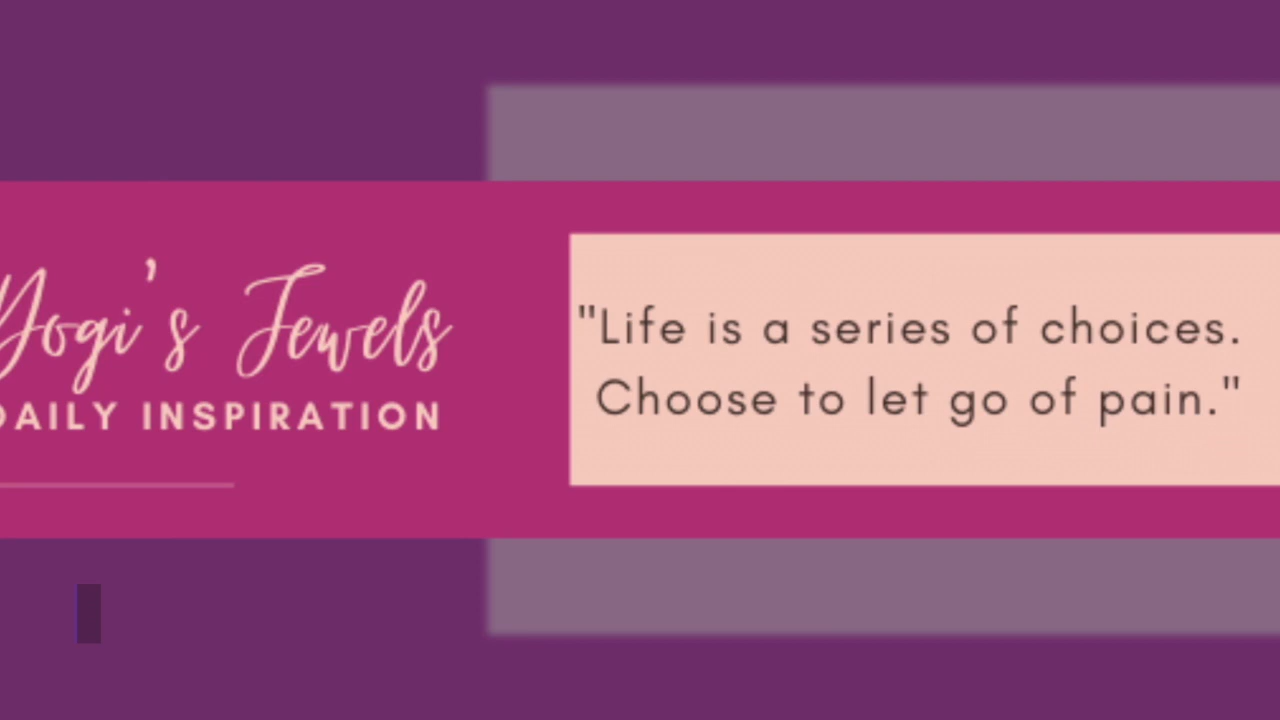 Yogi's Jewels
DAILY INSPIRATION
"Life is a series of choices.
Choose to let go of pain."